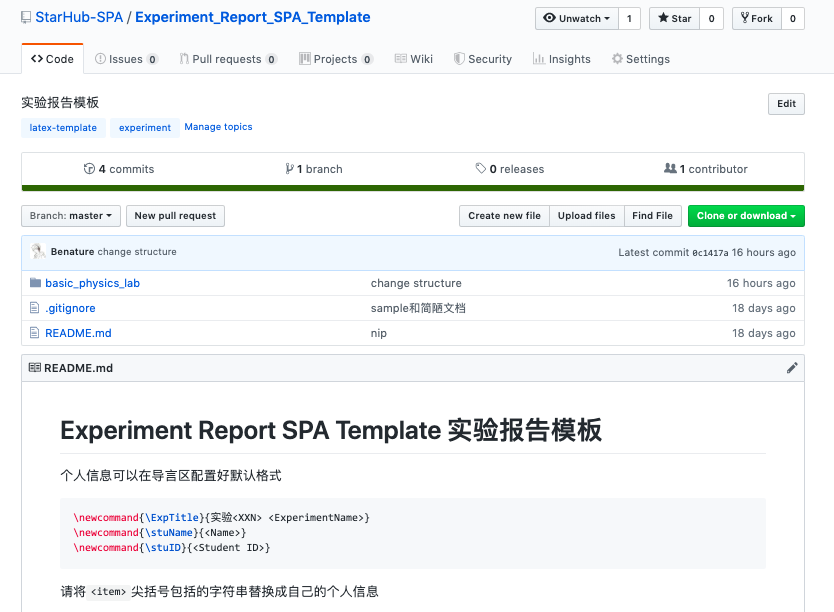 StarHub-SPA / Experiment_Report_SPA_Template
Unwatch 1 Star 0 Fork 0
Code Issues 0 Pull requests 0 Projects 0 Wiki Security Insights Settings
实验报告模板 Edit
latex-template experiment Manage topics
4 commits 1 branch 0 releases 1 contributor
Branch: master New pull request Create new file Upload files Find File Clone or download
Benature change structure Latest commit 0c1417a 16 hours ago
basic_physics_lab change structure 16 hours ago
.gitignore sample和简陋文档 18 days ago
README.md nip 18 days ago
README.md
Experiment Report SPA Template 实验报告模板
个人信息可以在导言区配置好默认格式
\newcommand{\ExpTitle}{实验<XXN> <ExperimentName>}
\newcommand{\stuName}{<Name>}
\newcommand{\stuID}{<Student ID>}
请将 <item> 尖括号包括的字符串替换成自己的个人信息